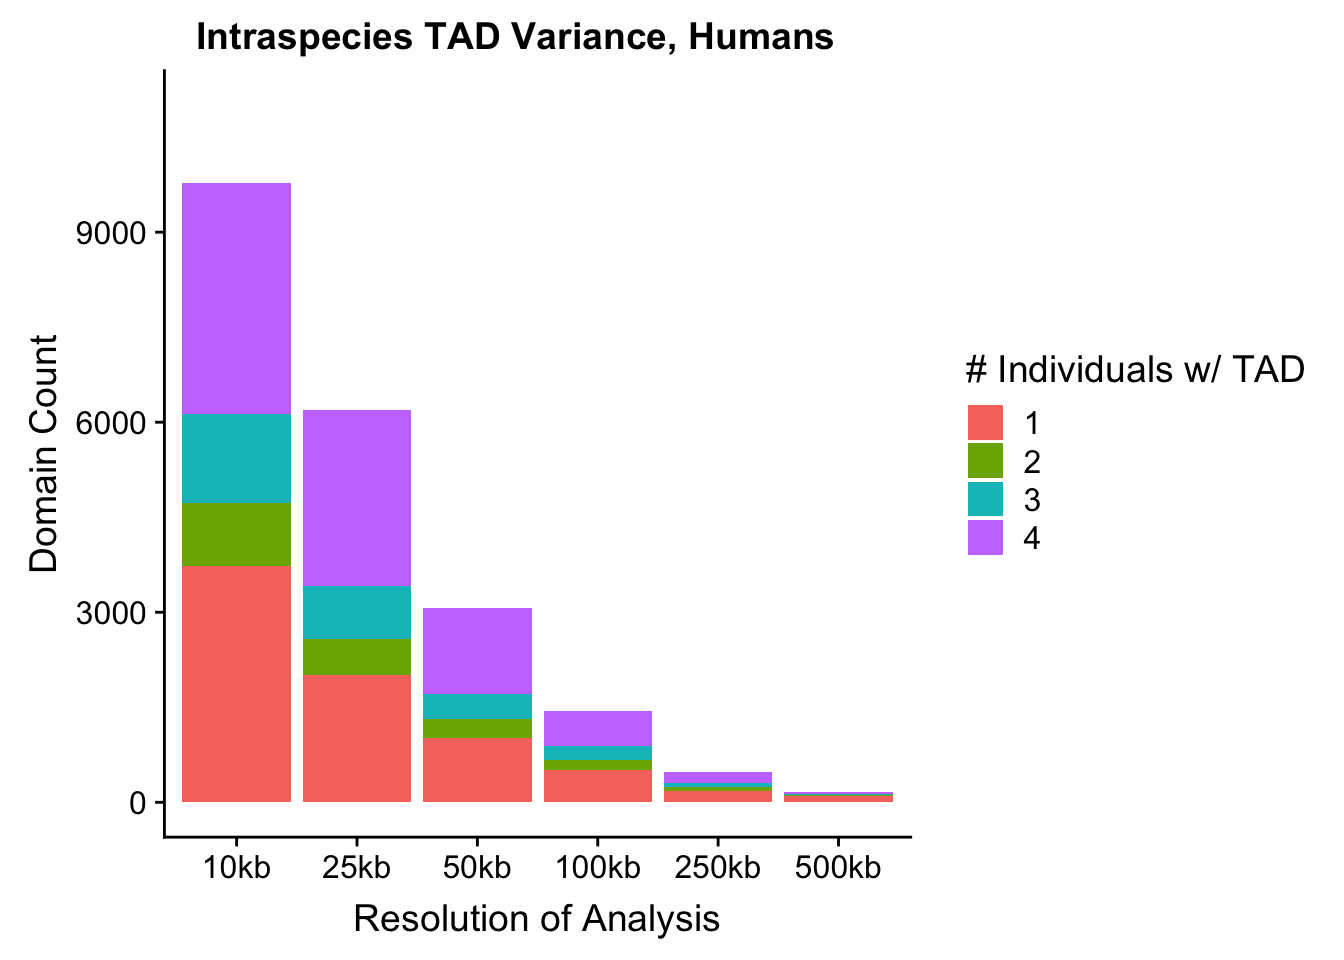 Intraspecies TAD Variance, Humans
Domain Count
9000
6000
3000
0
10kb 25kb 50kb 100kb 250kb 500kb
Resolution of Analysis
# Individuals w/ TAD
1
2
3
4